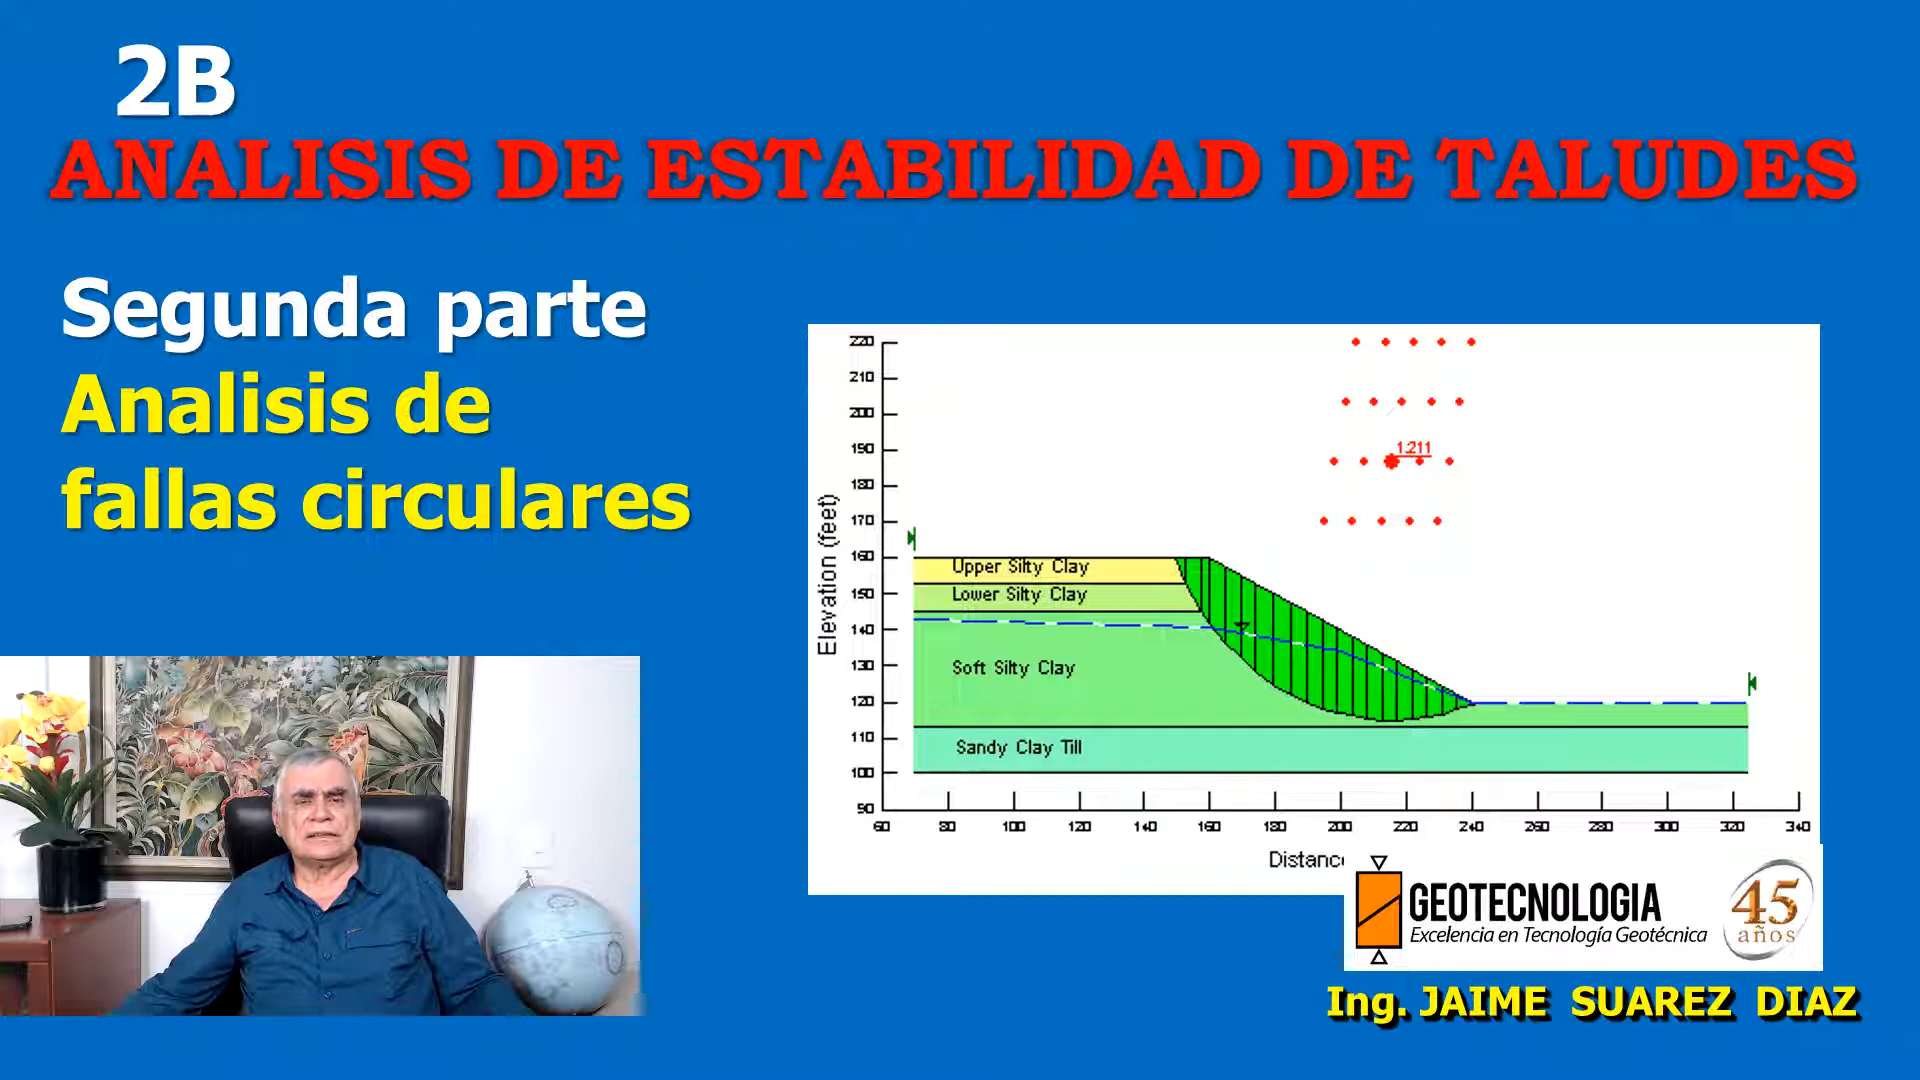 2B
ANALISIS DE ESTABILIDAD DE TALUDES
Segunda parte
Analisis de
fallas circulares
220
210
200
190
180
170
160
150
140
130
120
110
100
90
Elevation (feet)
1.211
Upper Silty Clay
Lower Silty Clay
Soft Silty Clay
Sandy Clay Till
60 80 100 120 140 160 180 200 220 240 260 280 300 320 340
Distanc
GEOTECNOLOGIA
Excelencia en Tecnología Geotécnica
45
años
Ing. JAIME SUAREZ DIAZ